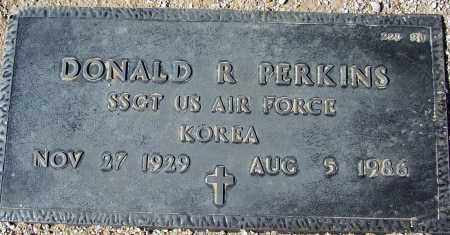 DONALD R PERKINS
SSGT US AIR FORCE
KOREA
NOV 27 1929 AUG 5 1986